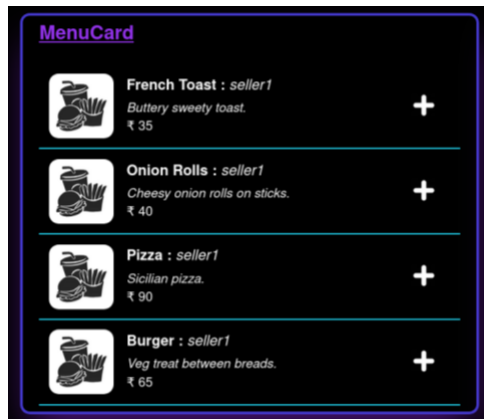 MenuCard
French Toast : seller1
Buttery sweety toast.
₹ 35
Onion Rolls : seller1
Cheesy onion rolls on sticks.
₹ 40
Pizza : seller1
Sicilian pizza.
₹ 90
Burger : seller1
Veg treat between breads.
₹ 65